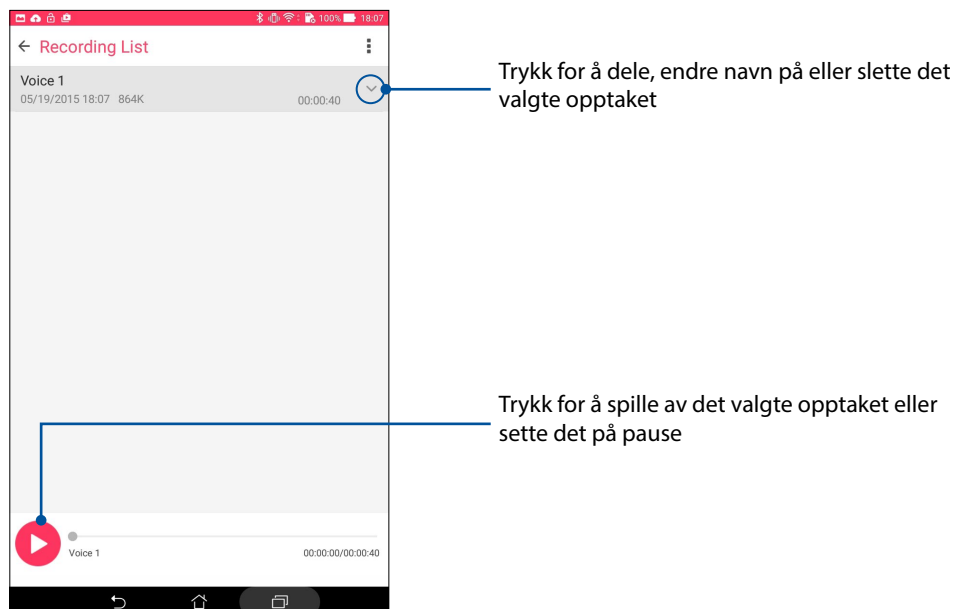 100% 18:07
Recording List
Voice 1
05/19/2015 18:07 864K 00:00:40
Trykk for å dele, endre navn på eller slette det
valgte opptaket
Trykk for å spille av det valgte opptaket eller
sette det på pause
Voice 1 00:00:00/00:00:40